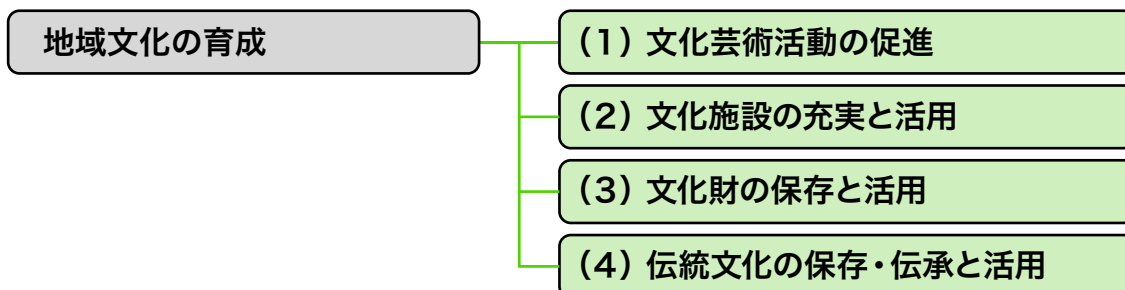 地域文化の育成
(1) 文化芸術活動の促進
(2) 文化施設の充実と活用
(3) 文化財の保存と活用
(4) 伝統文化の保存・伝承と活用